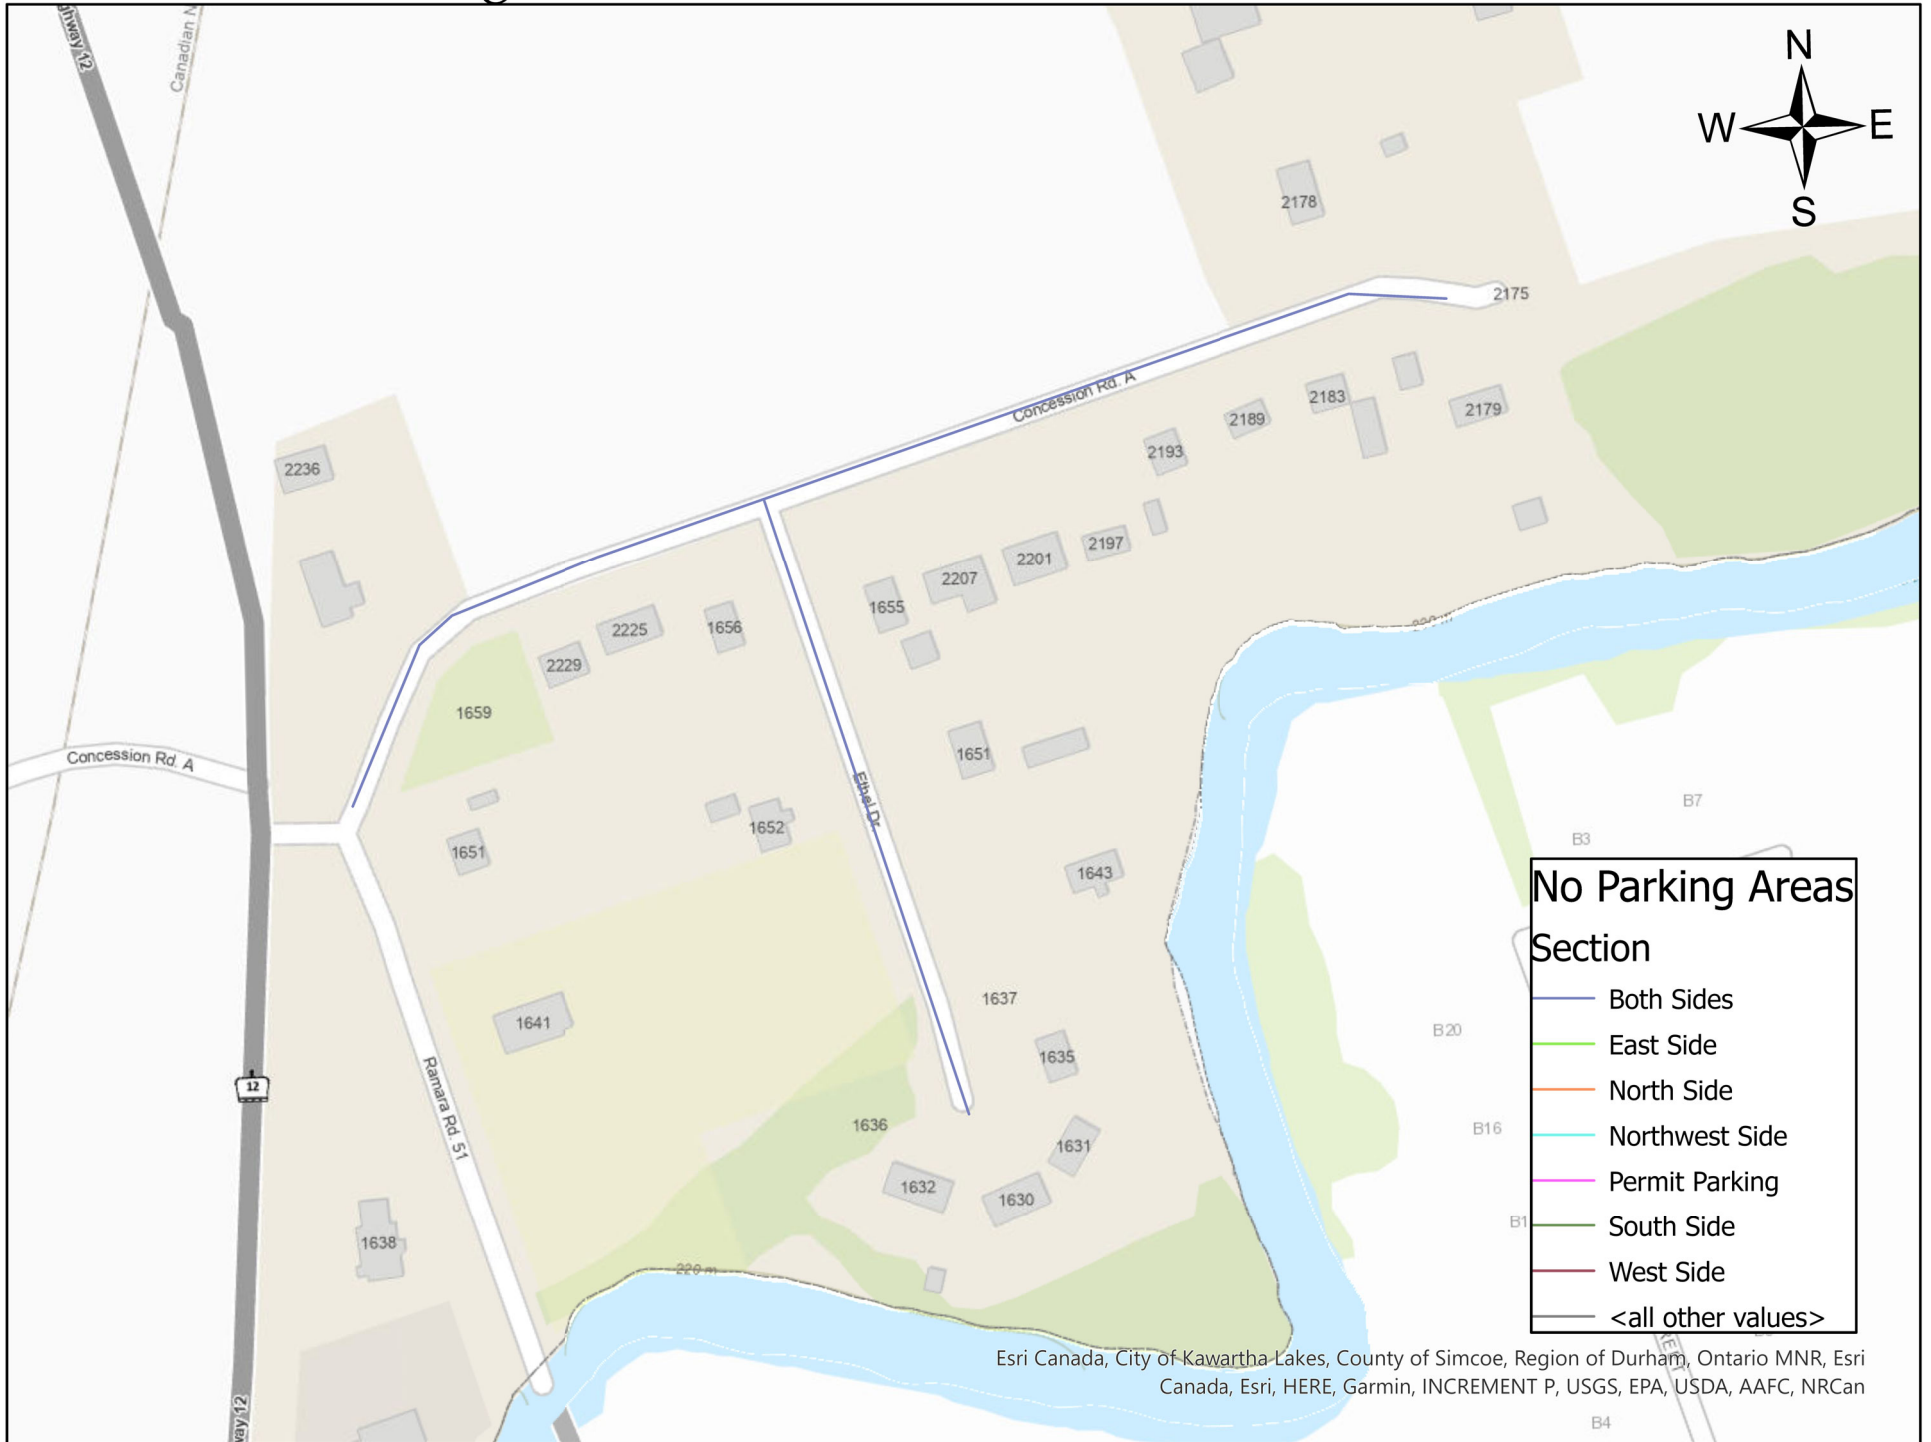 ghway 12
Canadian N
N
W
E
S
2178
2175
Concession Rd. A
2183
2179
2189
2193
2236
2197
2201
2207
1655
2225
1656
2229
1659
Concession Rd. A
1651
Ethel Dr.
1652
1651
1643
1637
1641
1635
Ramara Rd. 51
1636
1631
1632
1630
1638
220 m
220 m
12
way 12
B7
B3
B20
B16
B1
B4
No Parking Areas
Section
Both Sides
East Side
North Side
Northwest Side
Permit Parking
South Side
West Side
<all other values>
Esri Canada, City of Kawartha Lakes, County of Simcoe, Region of Durham, Ontario MNR, Esri
Canada, Esri, HERE, Garmin, INCREMENT P, USGS, EPA, USDA, AAFC, NRCan